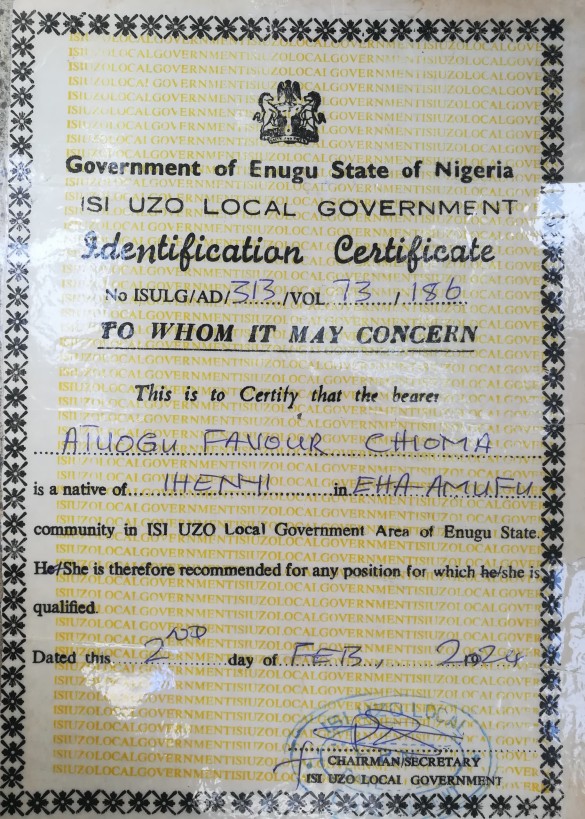 Government of Enugu State of Nigeria
ISI UZO LOCAL GOVERNMENT
Identification Certificate
No ISULG/AD/313/VOL 73 / 186
TO WHOM IT MAY CONCERN
This is to Certify that the bearer
ATUOGU FAVOUR CHIOMA
is a native of IHENYI in EHA-AMUFU
community in ISI UZO Local Government Area of Enugu State.
He/She is therefore recommended for any position for which he/she is
qualified.
Dated this 2ND day of FEB, 2024
ISI UZO LOCAL
CHAIRMAN/SECRETARY
ISI UZO LOCAL GOVERNMENT